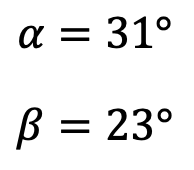 α = 31°
β = 23°